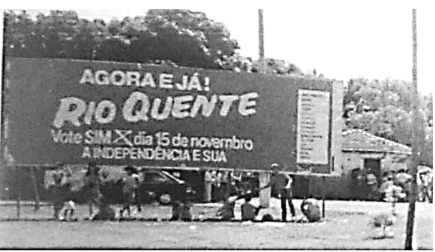 AGORA E JÁ!
RIO QUENTE
Vote SIM X dia 15 de novembro
A INDEPENDÊNCIA É SUA